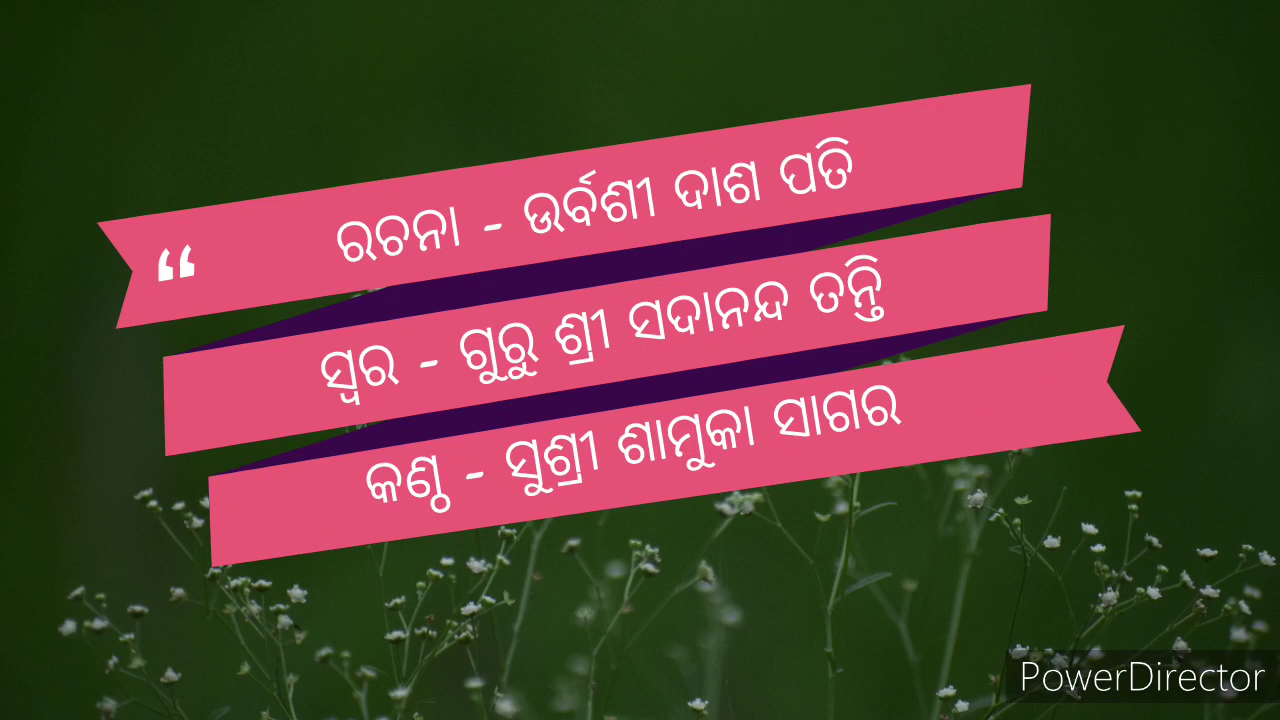 “ ରଚନା - ଉର୍ବଶୀ ଦାଶ ପତି
ସ୍ୱର - ଗୁରୁ ଶ୍ରୀ ସଦାନନ୍ଦ ତନ୍ତି
କଣ୍ଠ - ସୁଶ୍ରୀ ଶାମୁକା ସାଗର
PowerDirector